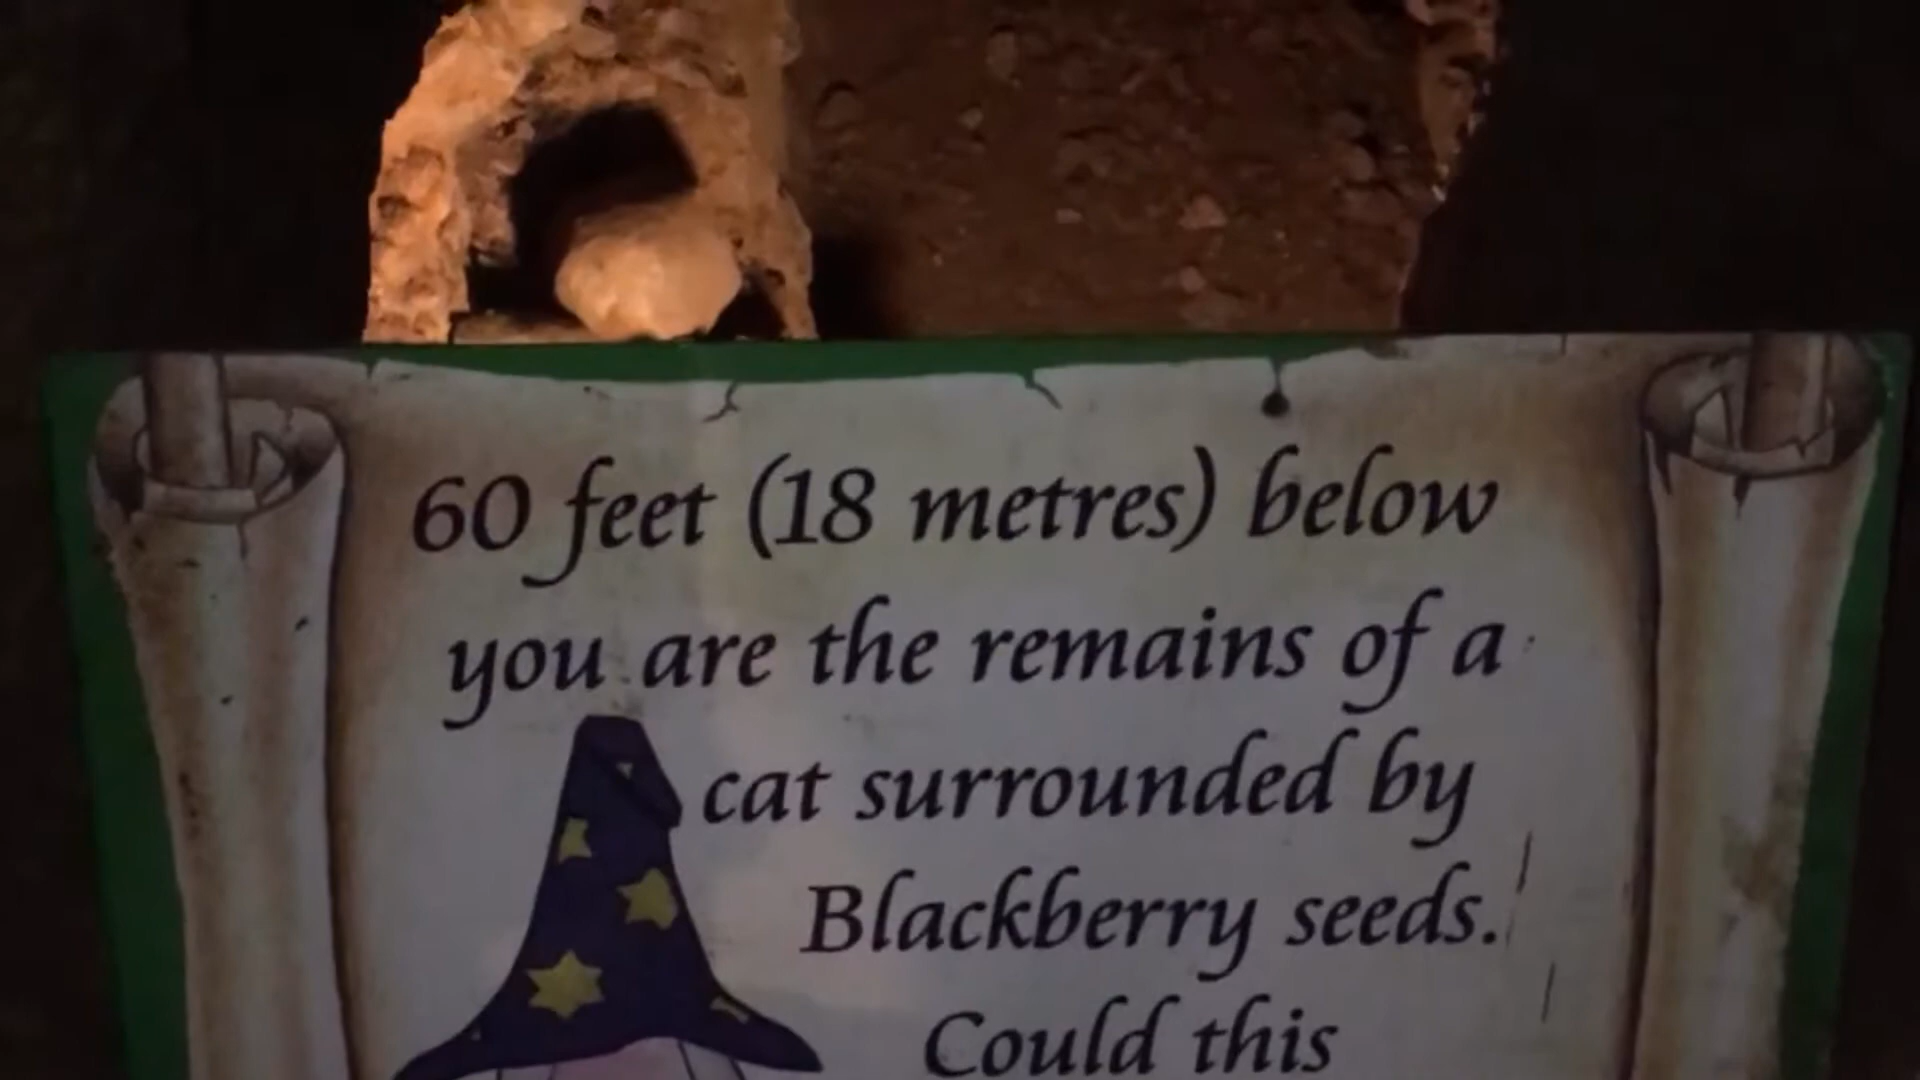 60 feet (18 metres) below
you are the remains of a
cat surrounded by
Blackberry seeds.
Could this